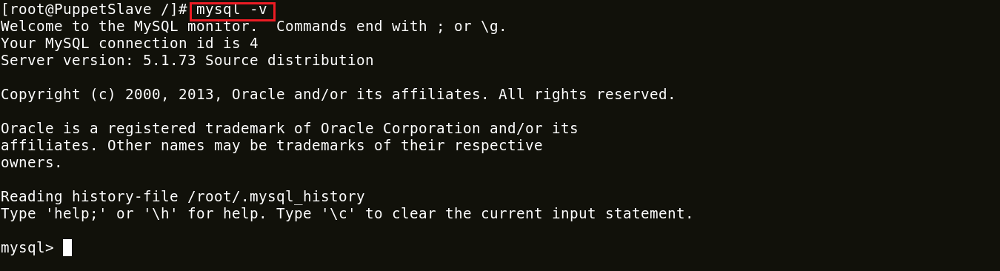 [root@PuppetSlave /]# mysql -v
Welcome to the MySQL monitor.  Commands end with ; or \g.
Your MySQL connection id is 4
Server version: 5.1.73 Source distribution
Copyright (c) 2000, 2013, Oracle and/or its affiliates. All rights reserved.
Oracle is a registered trademark of Oracle Corporation and/or its
affiliates. Other names may be trademarks of their respective
owners.
Reading history-file /root/.mysql_history
Type 'help;' or '\h' for help. Type '\c' to clear the current input statement.
mysql>